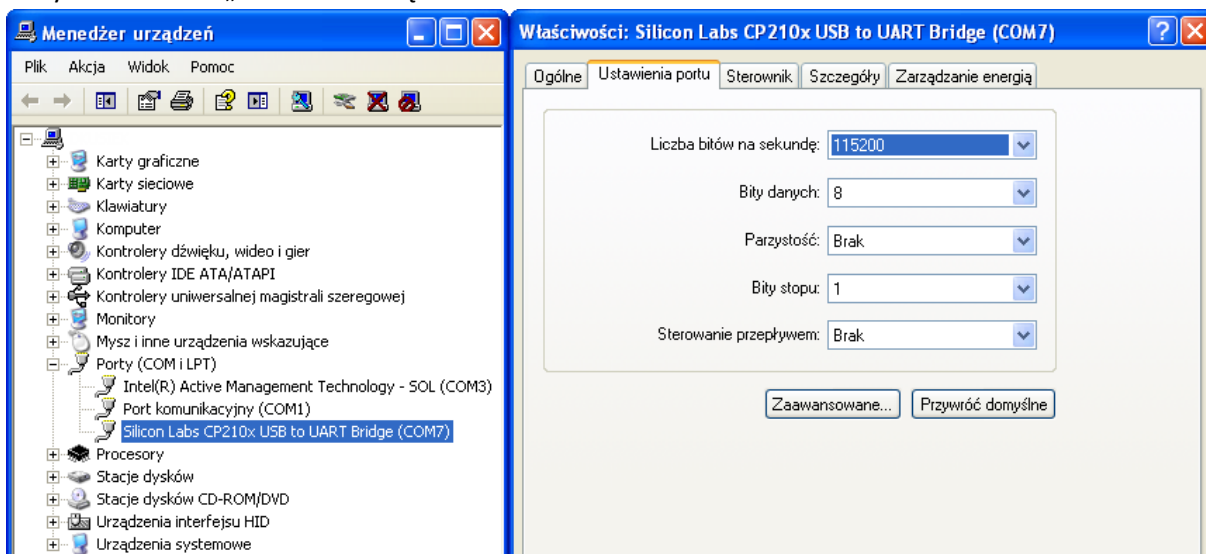 Menedżer urządzeń
Plik Akcja Widok Pomoc
Karty graficzne
Karty sieciowe
Klawiatury
Komputer
Kontrolery dźwięku, wideo i gier
Kontrolery IDE ATA/ATAPI
Kontrolery uniwersalnej magistrali szeregowej
Monitory
Mysz i inne urządzenia wskazujące
Porty (COM i LPT)
Intel(R) Active Management Technology - SOL (COM3)
Port komunikacyjny (COM1)
Silicon Labs CP210x USB to UART Bridge (COM7)
Procesory
Stacje dysków
Stacje dysków CD-ROM/DVD
Urządzenia interfejsu HID
Urządzenia systemowe
Właściwości: Silicon Labs CP210x USB to UART Bridge (COM7)
Ogólne Ustawienia portu Sterownik Szczegóły Zarządzanie energią
Liczba bitów na sekundę: 115200
Bity danych: 8
Parzystość: Brak
Bity stopu: 1
Sterowanie przepływem: Brak
Zaawansowane... Przywróć domyślne